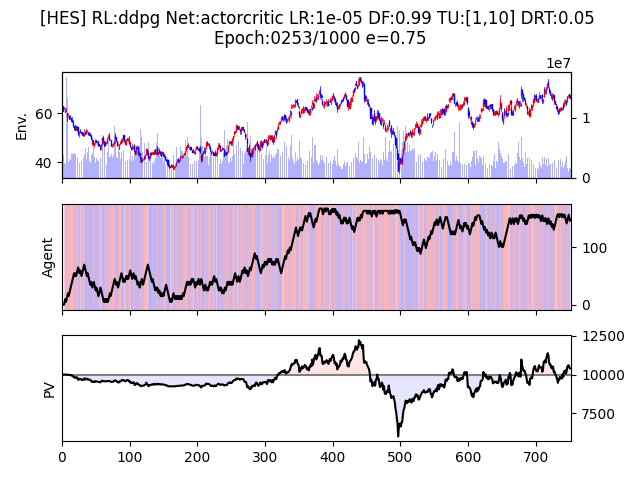 [HES] RL:ddpg Net:actorcritic LR:1e-05 DF:0.99 TU:[1,10] DRT:0.05
Epoch:0253/1000 e=0.75
1e7
Env.
60
40
1
0
Agent
100
0
PV
12500
10000
7500
0 100 200 300 400 500 600 700